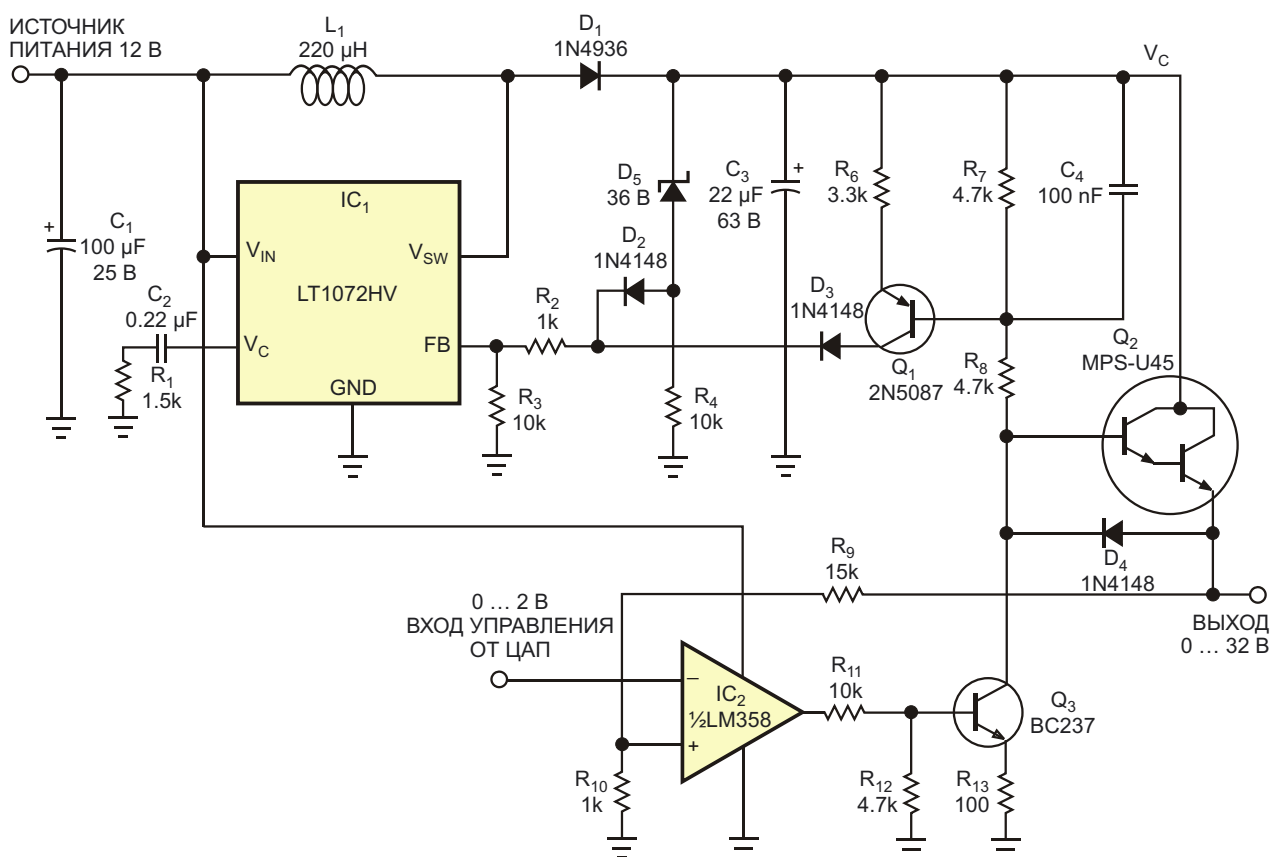 ИСТОЧНИК
ПИТАНИЯ 12 В
L1
220 µH
D1
1N4936
VC
IC1
LT1072HV
VIN
VSW
VC
FB
GND
+
C1
100 µF
25 В
C2
0.22 µF
R1
1.5k
R2
1k
R3
10k
D5
36 В
D2
1N4148
R4
10k
C3
22 µF
63 В
+
R6
3.3k
R7
4.7k
C4
100 nF
D3
1N4148
Q1
2N5087
R8
4.7k
Q2
MPS-U45
D4
1N4148
R9
15k
ВЫХОД
0 ... 32 В
0 ... 2 В
ВХОД УПРАВЛЕНИЯ
ОТ ЦАП
–
+
IC2
½LM358
R10
1k
R11
10k
R12
4.7k
Q3
BC237
R13
100